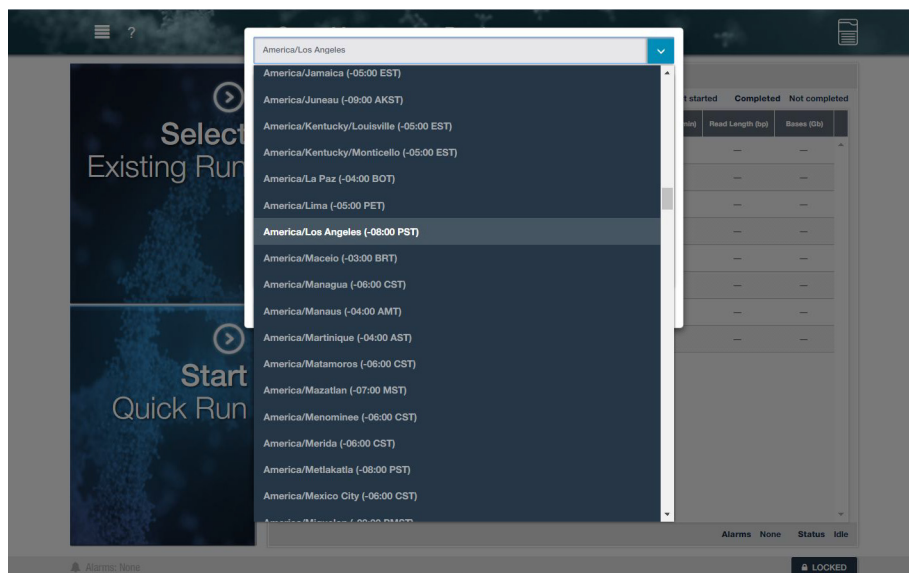 ?
America/Los Angeles
America/Jamaica (-05:00 EST)
America/Juneau (-09:00 AKST)
America/Kentucky/Louisville (-05:00 EST)
America/Kentucky/Monticello (-05:00 EST)
America/La Paz (-04:00 BOT)
America/Lima (-05:00 PET)
America/Los Angeles (-08:00 PST)
America/Maceio (-03:00 BRT)
America/Managua (-06:00 CST)
America/Manaus (-04:00 AMT)
America/Martinique (-04:00 AST)
America/Matamoros (-06:00 CST)
America/Mazatlan (-07:00 MST)
America/Menominee (-06:00 CST)
America/Merida (-06:00 CST)
America/Metlakatla (-08:00 PST)
America/Mexico City (-06:00 CST)
Select
Existing Run
Start
Quick Run
started Completed Not completed
Read Length (bp) Bases (Gb)
— —
— —
— —
— —
— —
— —
— —
— —
Alarms None Status Idle
Alarms: None
LOCKED